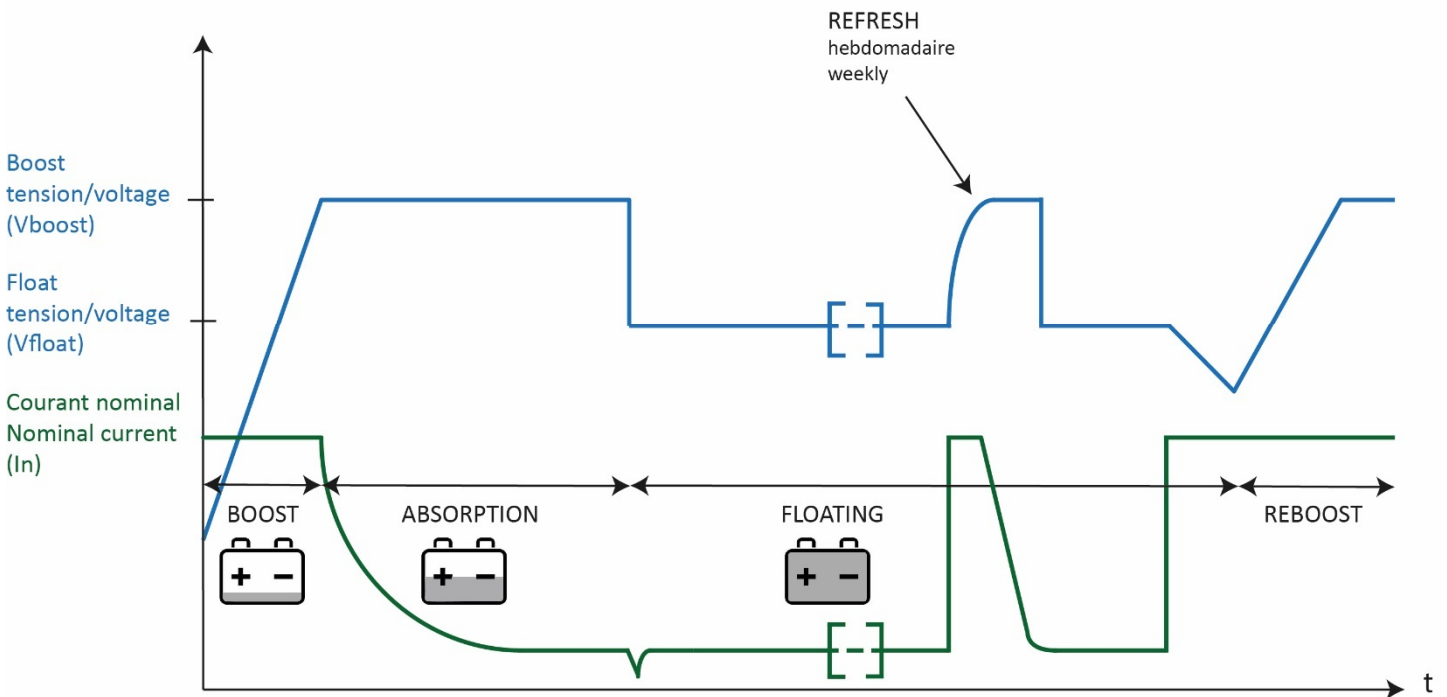 REFRESH
hebdomadaire
weekly
Boost
tension/voltage
(Vboost)
Float
tension/voltage
(Vfloat)
Courant nominal
Nominal current
(In)
BOOST
ABSORPTION
FLOATING
REBOOST
+ −
+ −
+ −
t